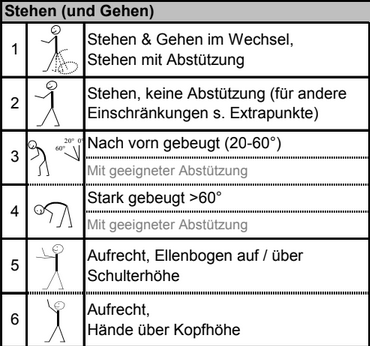 Stehen (und Gehen)
1
Stehen & Gehen im Wechsel,
Stehen mit Abstützung
2
Stehen, keine Abstützung (für andere
Einschränkungen s. Extrapunkte)
3
20° 0°
60°
Nach vorn gebeugt (20-60°)
Mit geeigneter Abstützung
4
Stark gebeugt >60°
Mit geeigneter Abstützung
5
Aufrecht, Ellenbogen auf / über
Schulterhöhe
6
Aufrecht,
Hände über Kopfhöhe